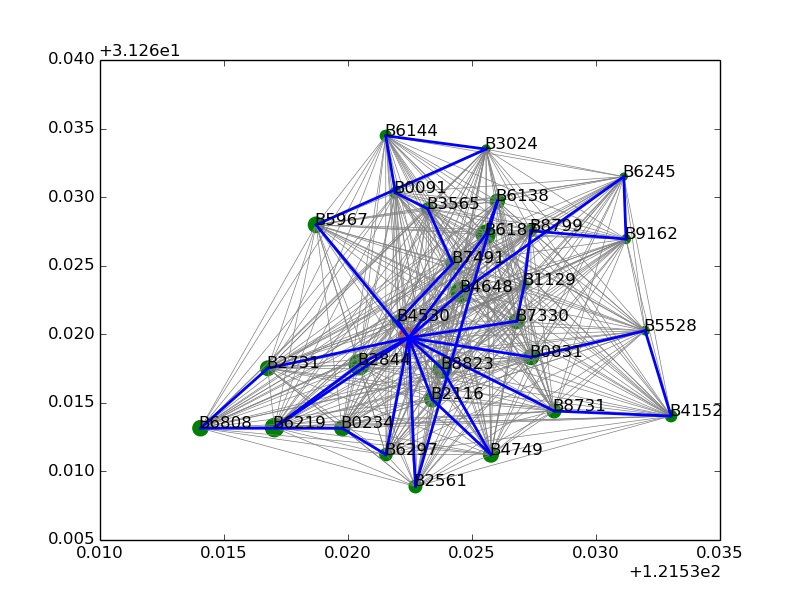 +3.126e1
0.040
0.035
0.030
0.025
0.020
0.015
0.010
0.005
B6144
B3024
B6245
B0091
B6138
B3565
B5967
B6187
B8799
B9162
B7491
B1129
B4648
B4530
B7330
B5528
B2731
B2844
B8823
B0831
B2116
B8731
B4152
B6808
B6219
B0234
B6297
B4749
B2561
0.010
0.015
0.020
0.025
0.030
0.035
+1.2153e2